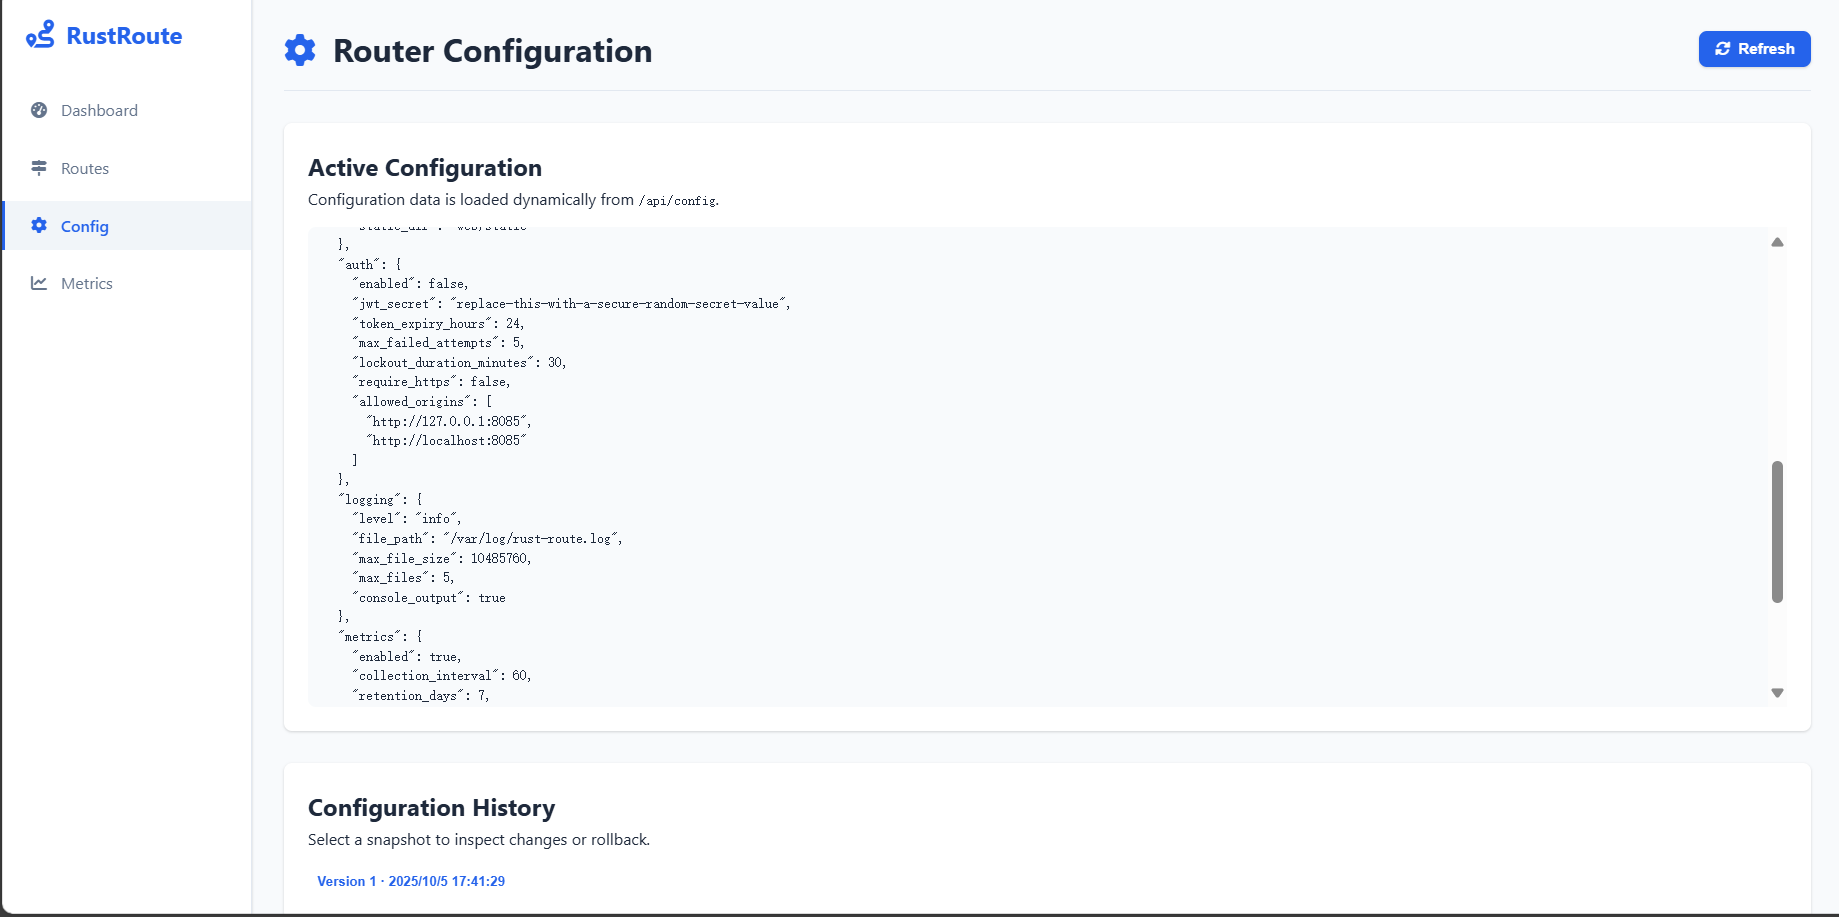 RustRoute
Dashboard
Routes
Config
Metrics
Router Configuration
Refresh
Active Configuration
Configuration data is loaded dynamically from /api/config.
"static_dir": "web/static"
},
"auth": {
"enabled": false,
"jwt_secret": "replace-this-with-a-secure-random-secret-value",
"token_expiry_hours": 24,
"max_failed_attempts": 5,
"lockout_duration_minutes": 30,
"require_https": false,
"allowed_origins": [
"http://127.0.0.1:8085",
"http://localhost:8085"
]
},
"logging": {
"level": "info",
"file_path": "/var/log/rust-route.log",
"max_file_size": 10485760,
"max_files": 5,
"console_output": true
},
"metrics": {
"enabled": true,
"collection_interval": 60,
"retention_days": 7,
Configuration History
Select a snapshot to inspect changes or rollback.
Version 1 · 2025/10/5 17:41:29